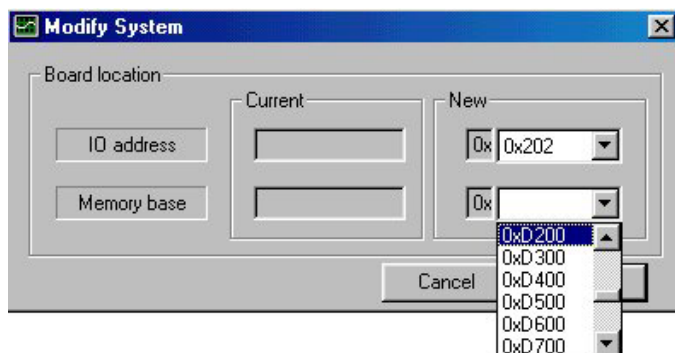 Modify System
Board location
Current
New
IO address
0x 0x202
Memory base
0x
0xD200
0xD300
0xD400
Cancel
0xD500
0xD600
0xD700